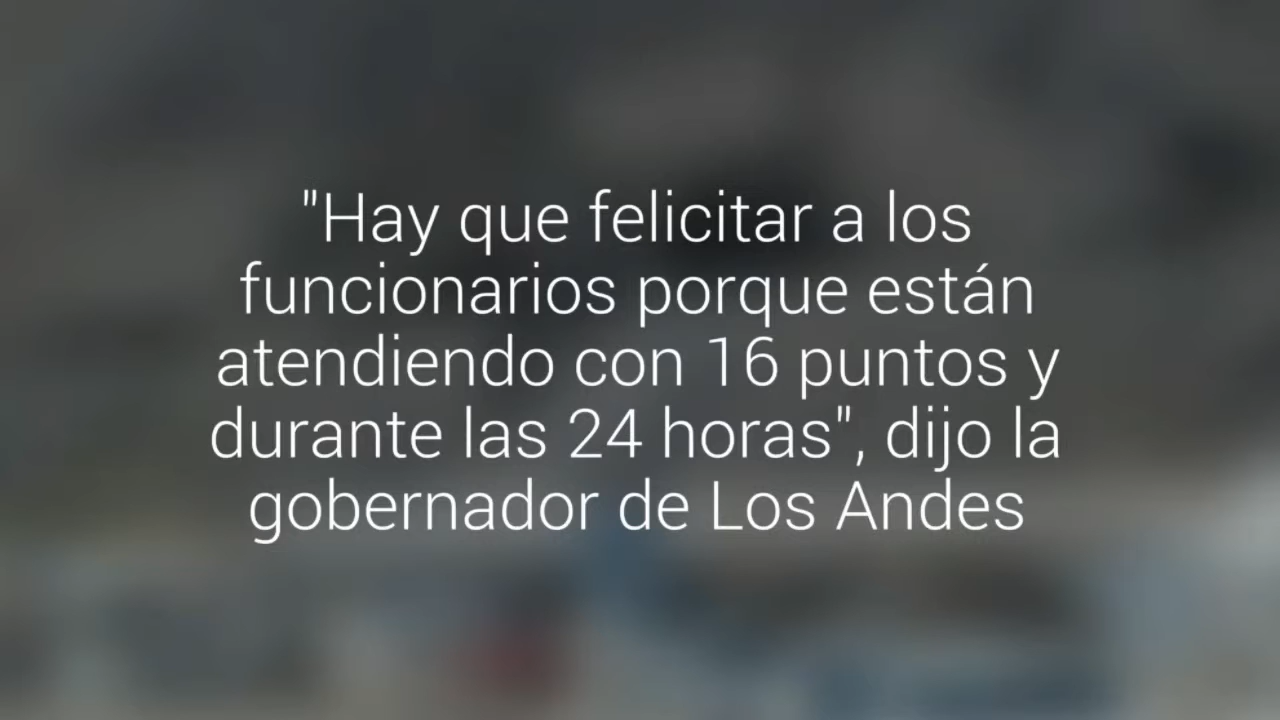 "Hay que felicitar a los
funcionarios porque están
atendiendo con 16 puntos y
durante las 24 horas", dijo la
gobernador de Los Andes